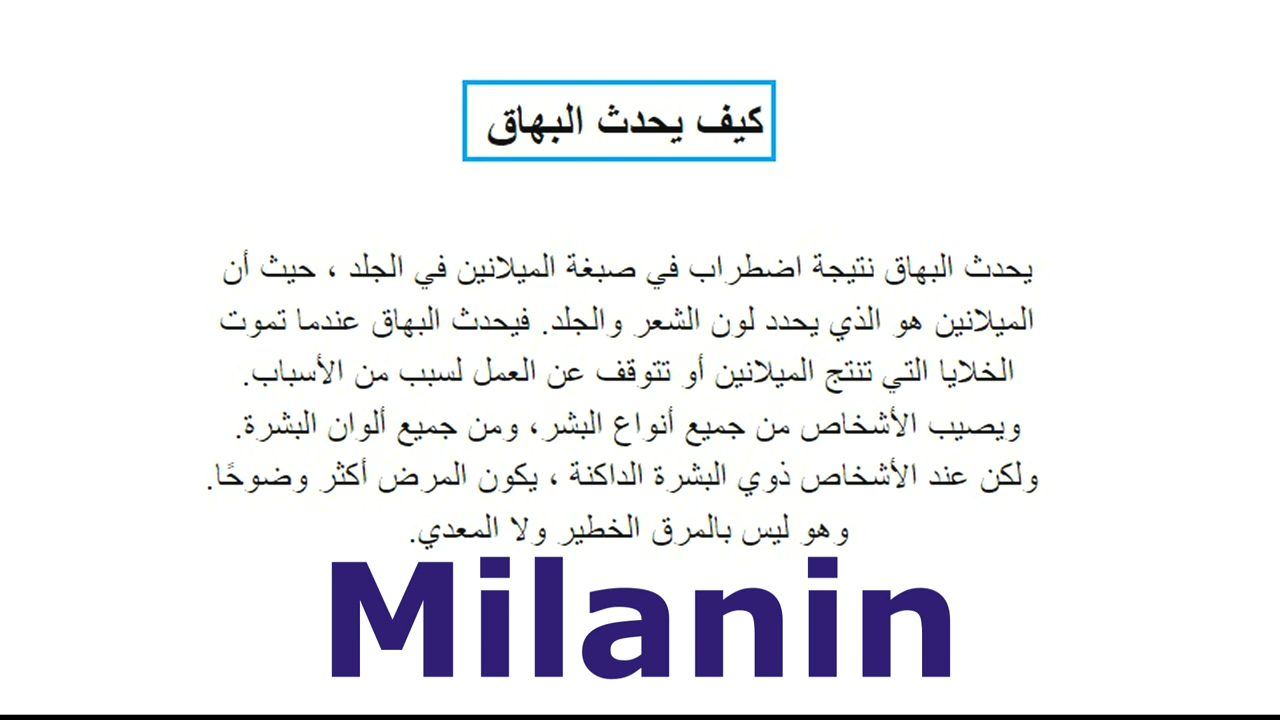 كيف يحدث البهاق
يحدث البهاق نتيجة اضطراب في صبغة الميلانين في الجلد ، حيث أن
الميلانين هو الذي يحدد لون الشعر والجلد. فيحدث البهاق عندما تموت
الخلايا التي تنتج الميلانين أو تتوقف عن العمل لسبب من الأسباب.
ويصيب الأشخاص من جميع أنواع البشر، ومن جميع ألوان البشرة.
ولكن عند الأشخاص ذوي البشرة الداكنة ، يكون المرض أكثر وضوحًا.
وهو ليس بالمرق الخطير ولا المعدي.
Milanin